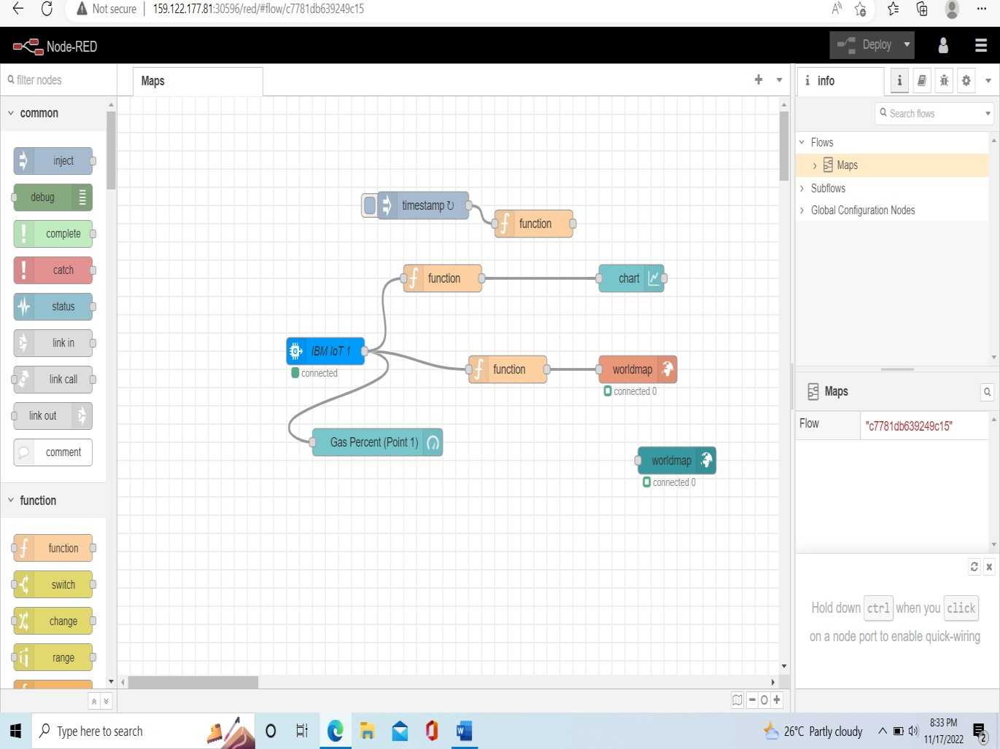 Not secure | 159.122.177.81:30596/red/#flow/c7781db639249c15
Node-RED
Deploy
filter nodes
Maps
info
common
Search flows
Flows
Maps
Subflows
Global Configuration Nodes
inject
debug
complete
catch
status
link in
link call
link out
comment
function
function
switch
change
range
timestamp ↻
function
function
chart
IBM IoT 1
connected
function
worldmap
connected 0
Gas Percent (Point 1)
worldmap
connected 0
Maps
Flow "c7781db639249c15"
Hold down ctrl when you click
on a node port to enable quick-wiring
Type here to search
26°C Partly cloudy
8:33 PM
11/17/2022
2